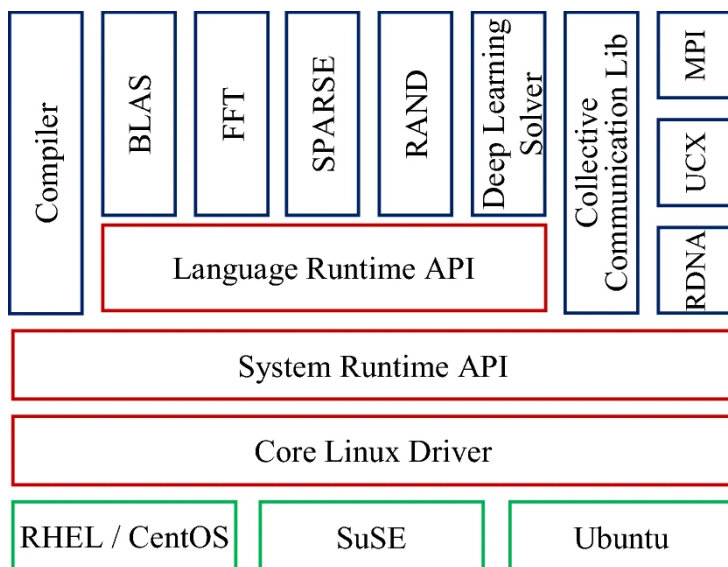 Compiler
BLAS
FFT
SPARSE
RAND
Deep Learning
Solver
Collective
Communication Lib
MPI
UCX
RDNA
Language Runtime API
System Runtime API
Core Linux Driver
RHEL / CentOS
SuSE
Ubuntu